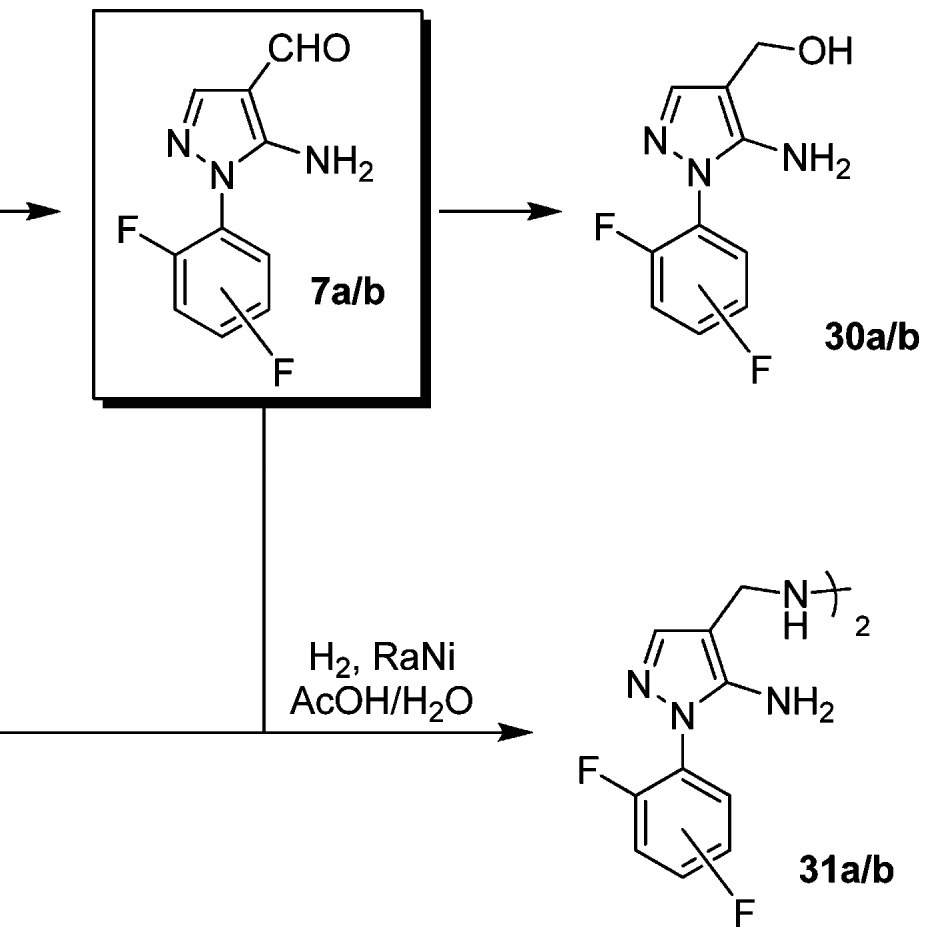 CHO
N
N
NH2
F
7a/b
F
OH
N
N
NH2
F
30a/b
F
H2, RaNi
AcOH/H2O
N
H
)2
N
N
NH2
F
31a/b
F